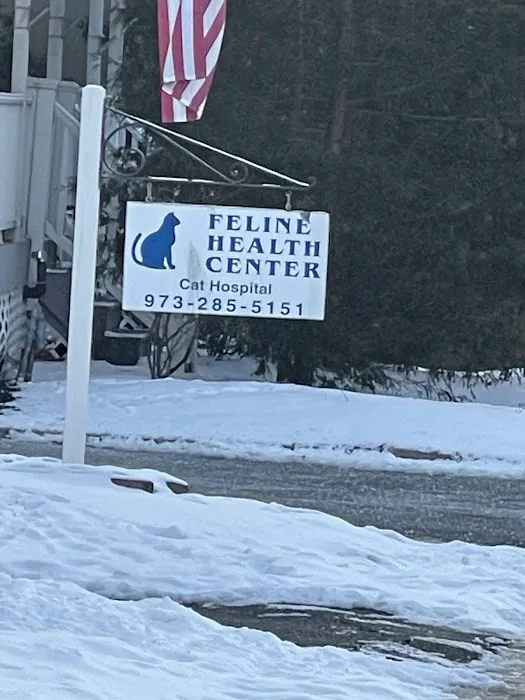 FELINE
HEALTH
CENTER
Cat Hospital
973-285-5151